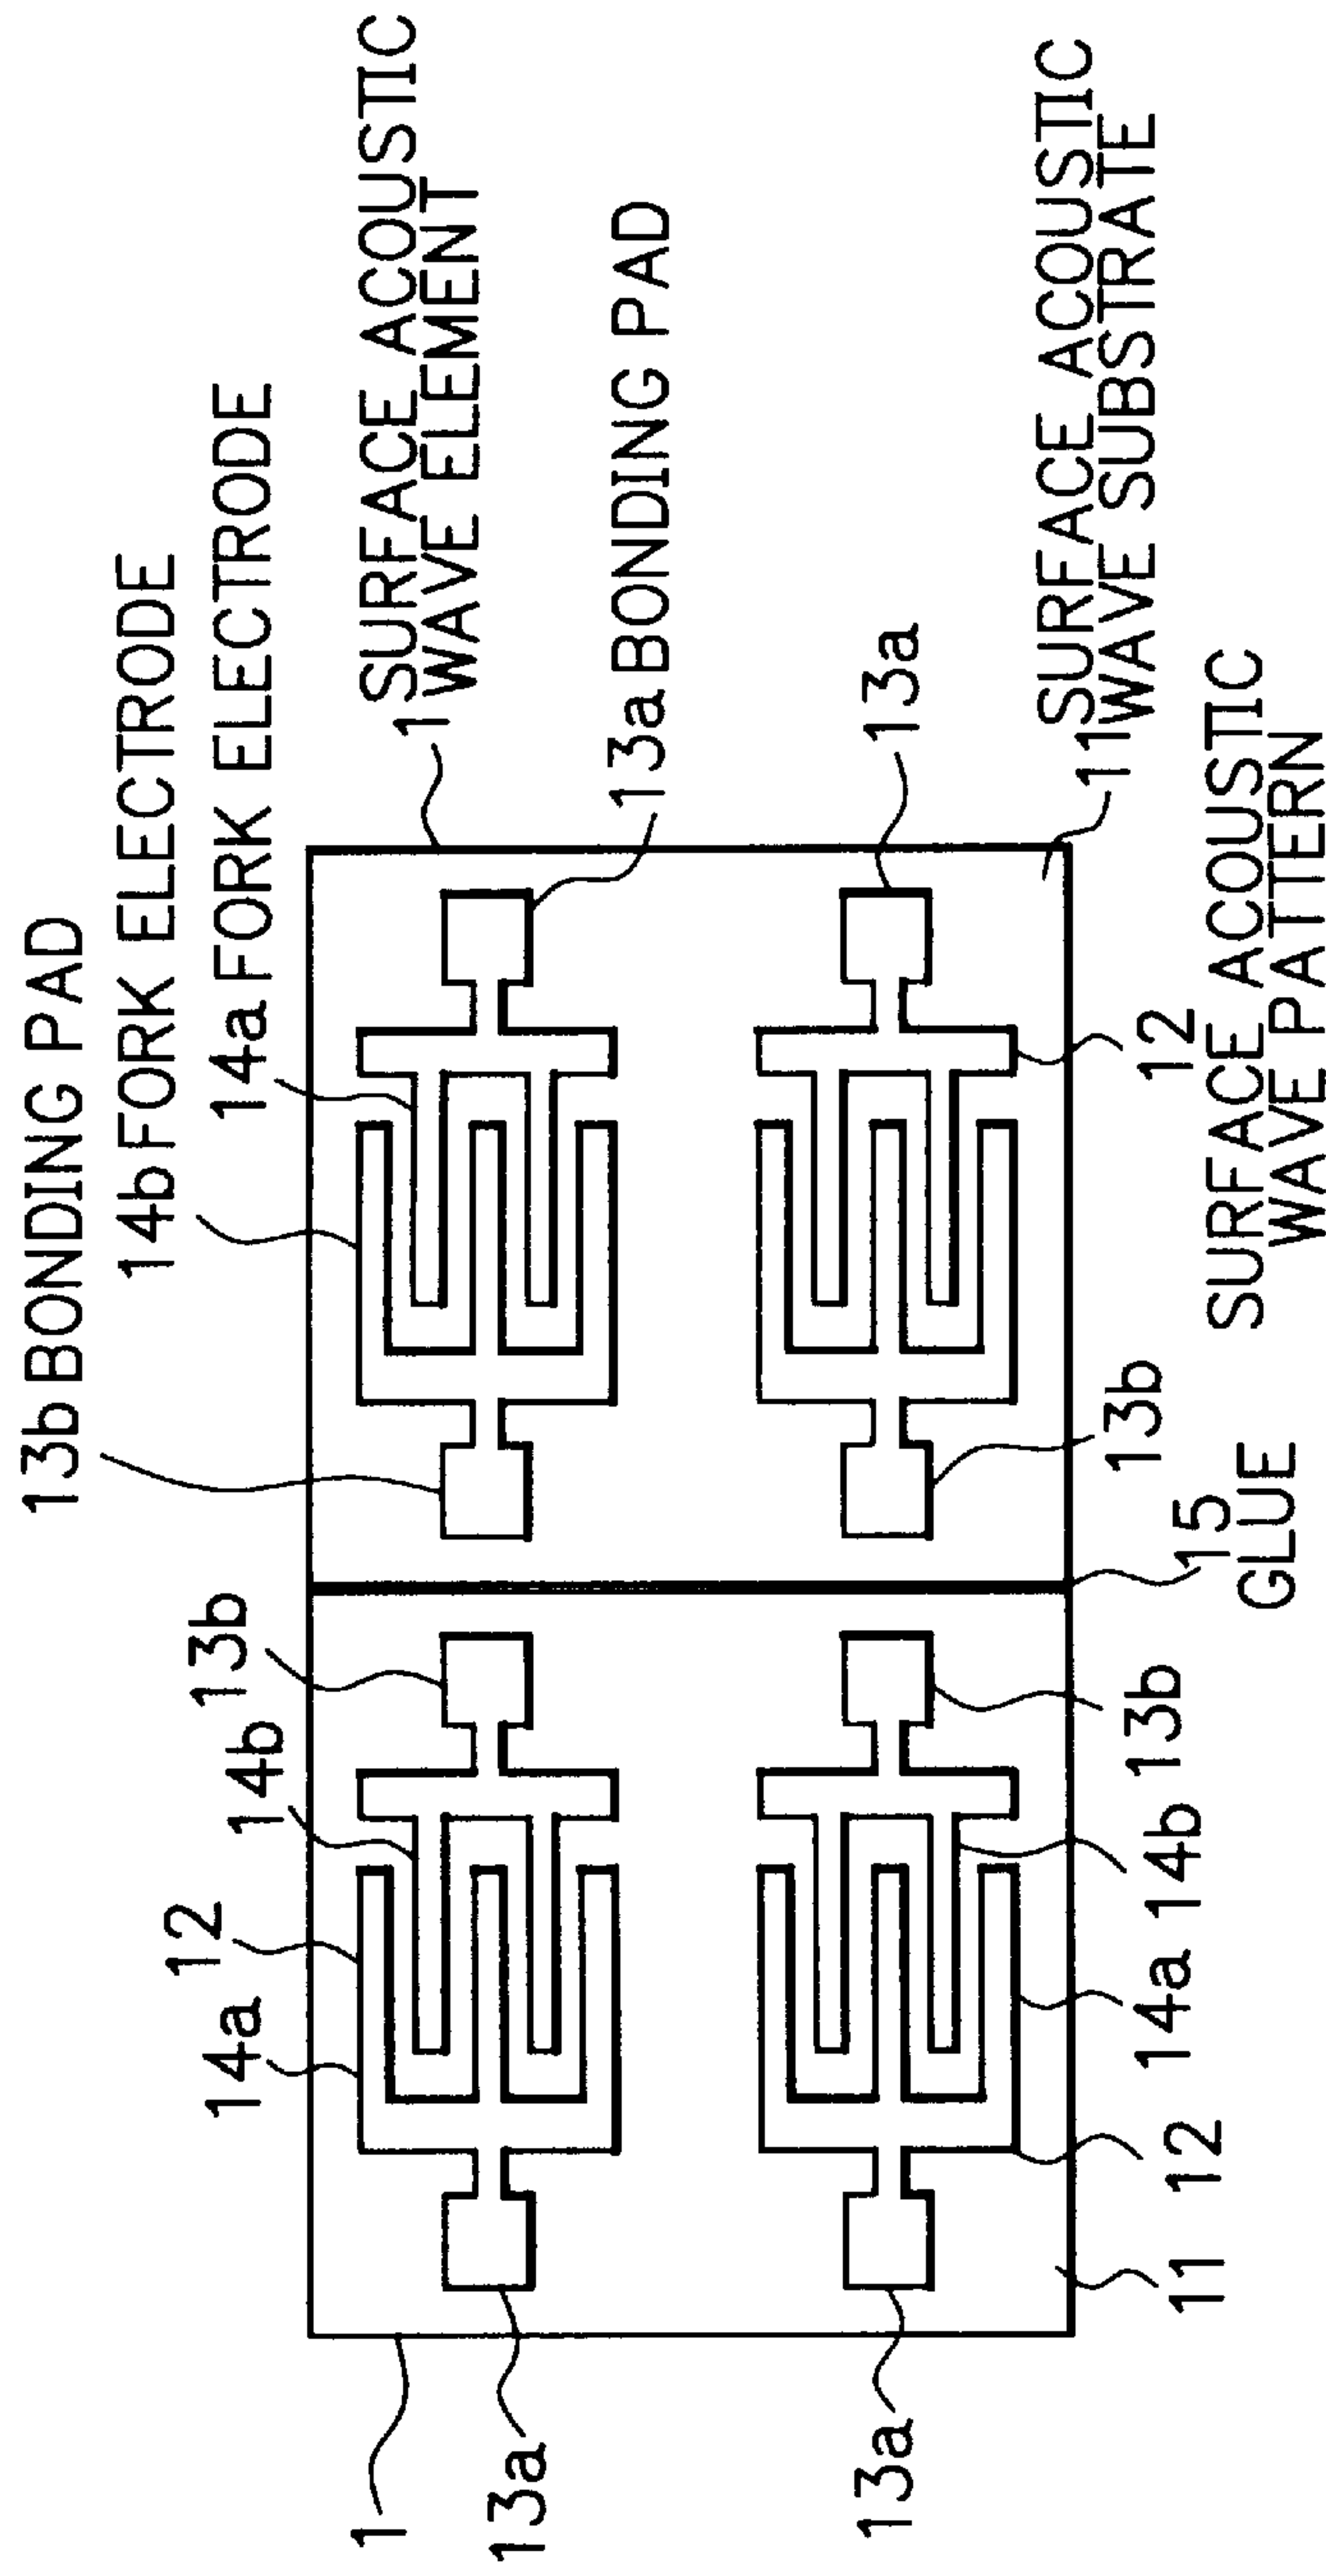 13b BONDING PAD
14b FORK ELECTRODE
14a FORK ELECTRODE
SURFACE ACOUSTIC
1 WAVE ELEMENT
13a BONDING PAD
13a
SURFACE ACOUSTIC
11 WAVE SUBSTRATE
12
SURFACE ACOUSTIC
WAVE PATTERN
13b
15
GLUE
13b
14b
12
14a
1
13a
13a
11
12
14a
14b
13b